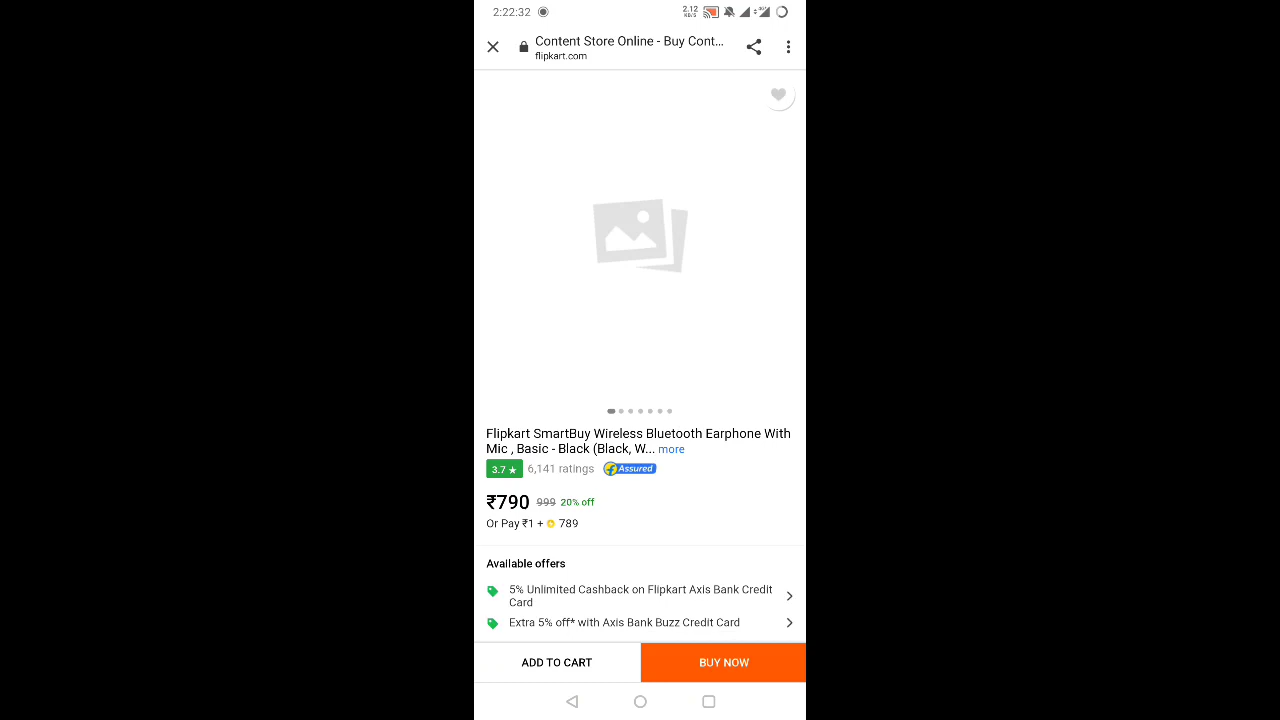 2:22:32 2.12 KB/S
Content Store Online - Buy Cont...
flipkart.com
Flipkart SmartBuy Wireless Bluetooth Earphone With
Mic , Basic - Black (Black, W... more
3.7 ★ 6,141 ratings Assured
₹790 999 20% off
Or Pay ₹1 + 789
Available offers
5% Unlimited Cashback on Flipkart Axis Bank Credit
Card
Extra 5% off* with Axis Bank Buzz Credit Card
ADD TO CART BUY NOW